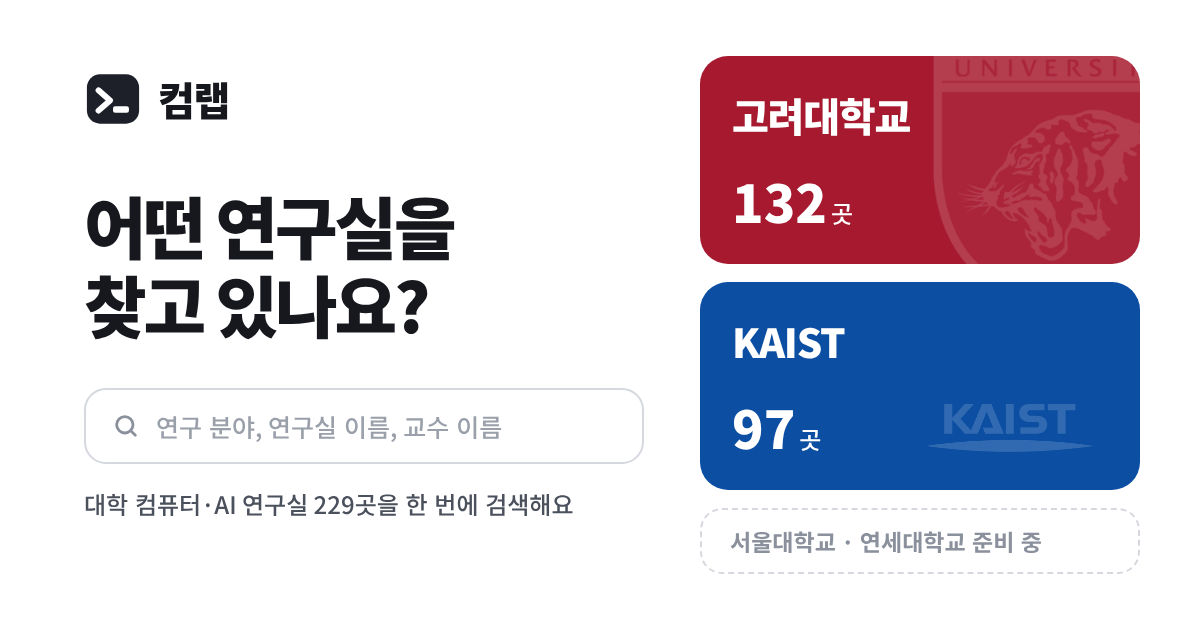 컴랩
어떤 연구실을
찾고 있나요?
연구 분야, 연구실 이름, 교수 이름
대학 컴퓨터·AI 연구실 229곳을 한 번에 검색해요
UNIVERSIT
고려대학교
132곳
KAIST
97곳
KAIST
서울대학교 · 연세대학교 준비 중